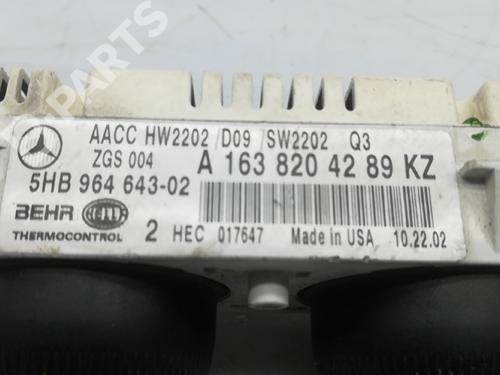 B-PARTS
AACC HW2202 /D09 /SW2202 Q3
ZGS 004
A 163 820 42 89 KZ
5HB 964 643-02
BEHR
THERMOCONTROL
2 HEC 017647 Made in USA 10.22.02